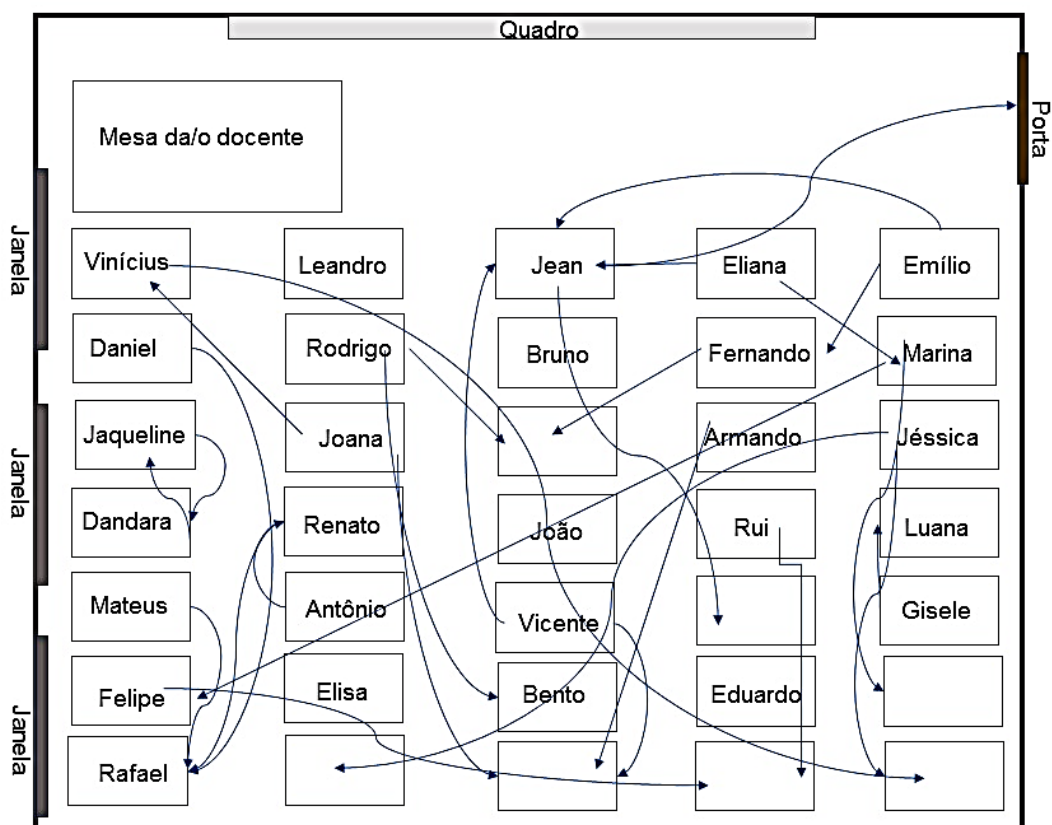 Quadro
Porta
Mesa da/o docente
Janela
Vinícius
Leandro
Jean
Eliana
Emílio
Daniel
Rodrigo
Bruno
Fernando
Marina
Janela
Jaqueline
Joana
Armando
Jéssica
Dandara
Renato
João
Rui
Luana
Mateus
Antônio
Vicente
Gisele
Janela
Felipe
Elisa
Bento
Eduardo
Rafael